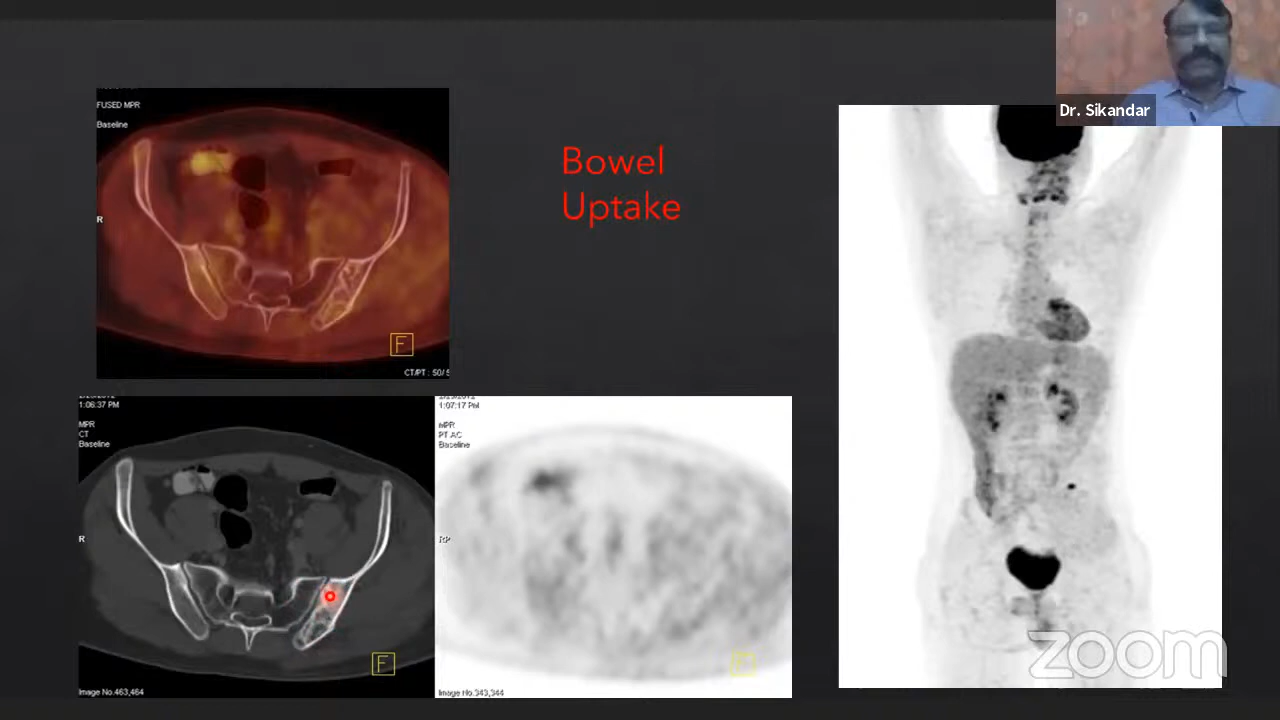 Dr. Sikandar
FUSED MPR
Baseline
R
F
CT/PT : 50/5
Bowel
Uptake
1:06:37 PM
MPR
CT
Baseline
R
F
Image No.463,464
1:07:17 PM
MPR
PT AC
Baseline
F
Image No.343,344
zoom